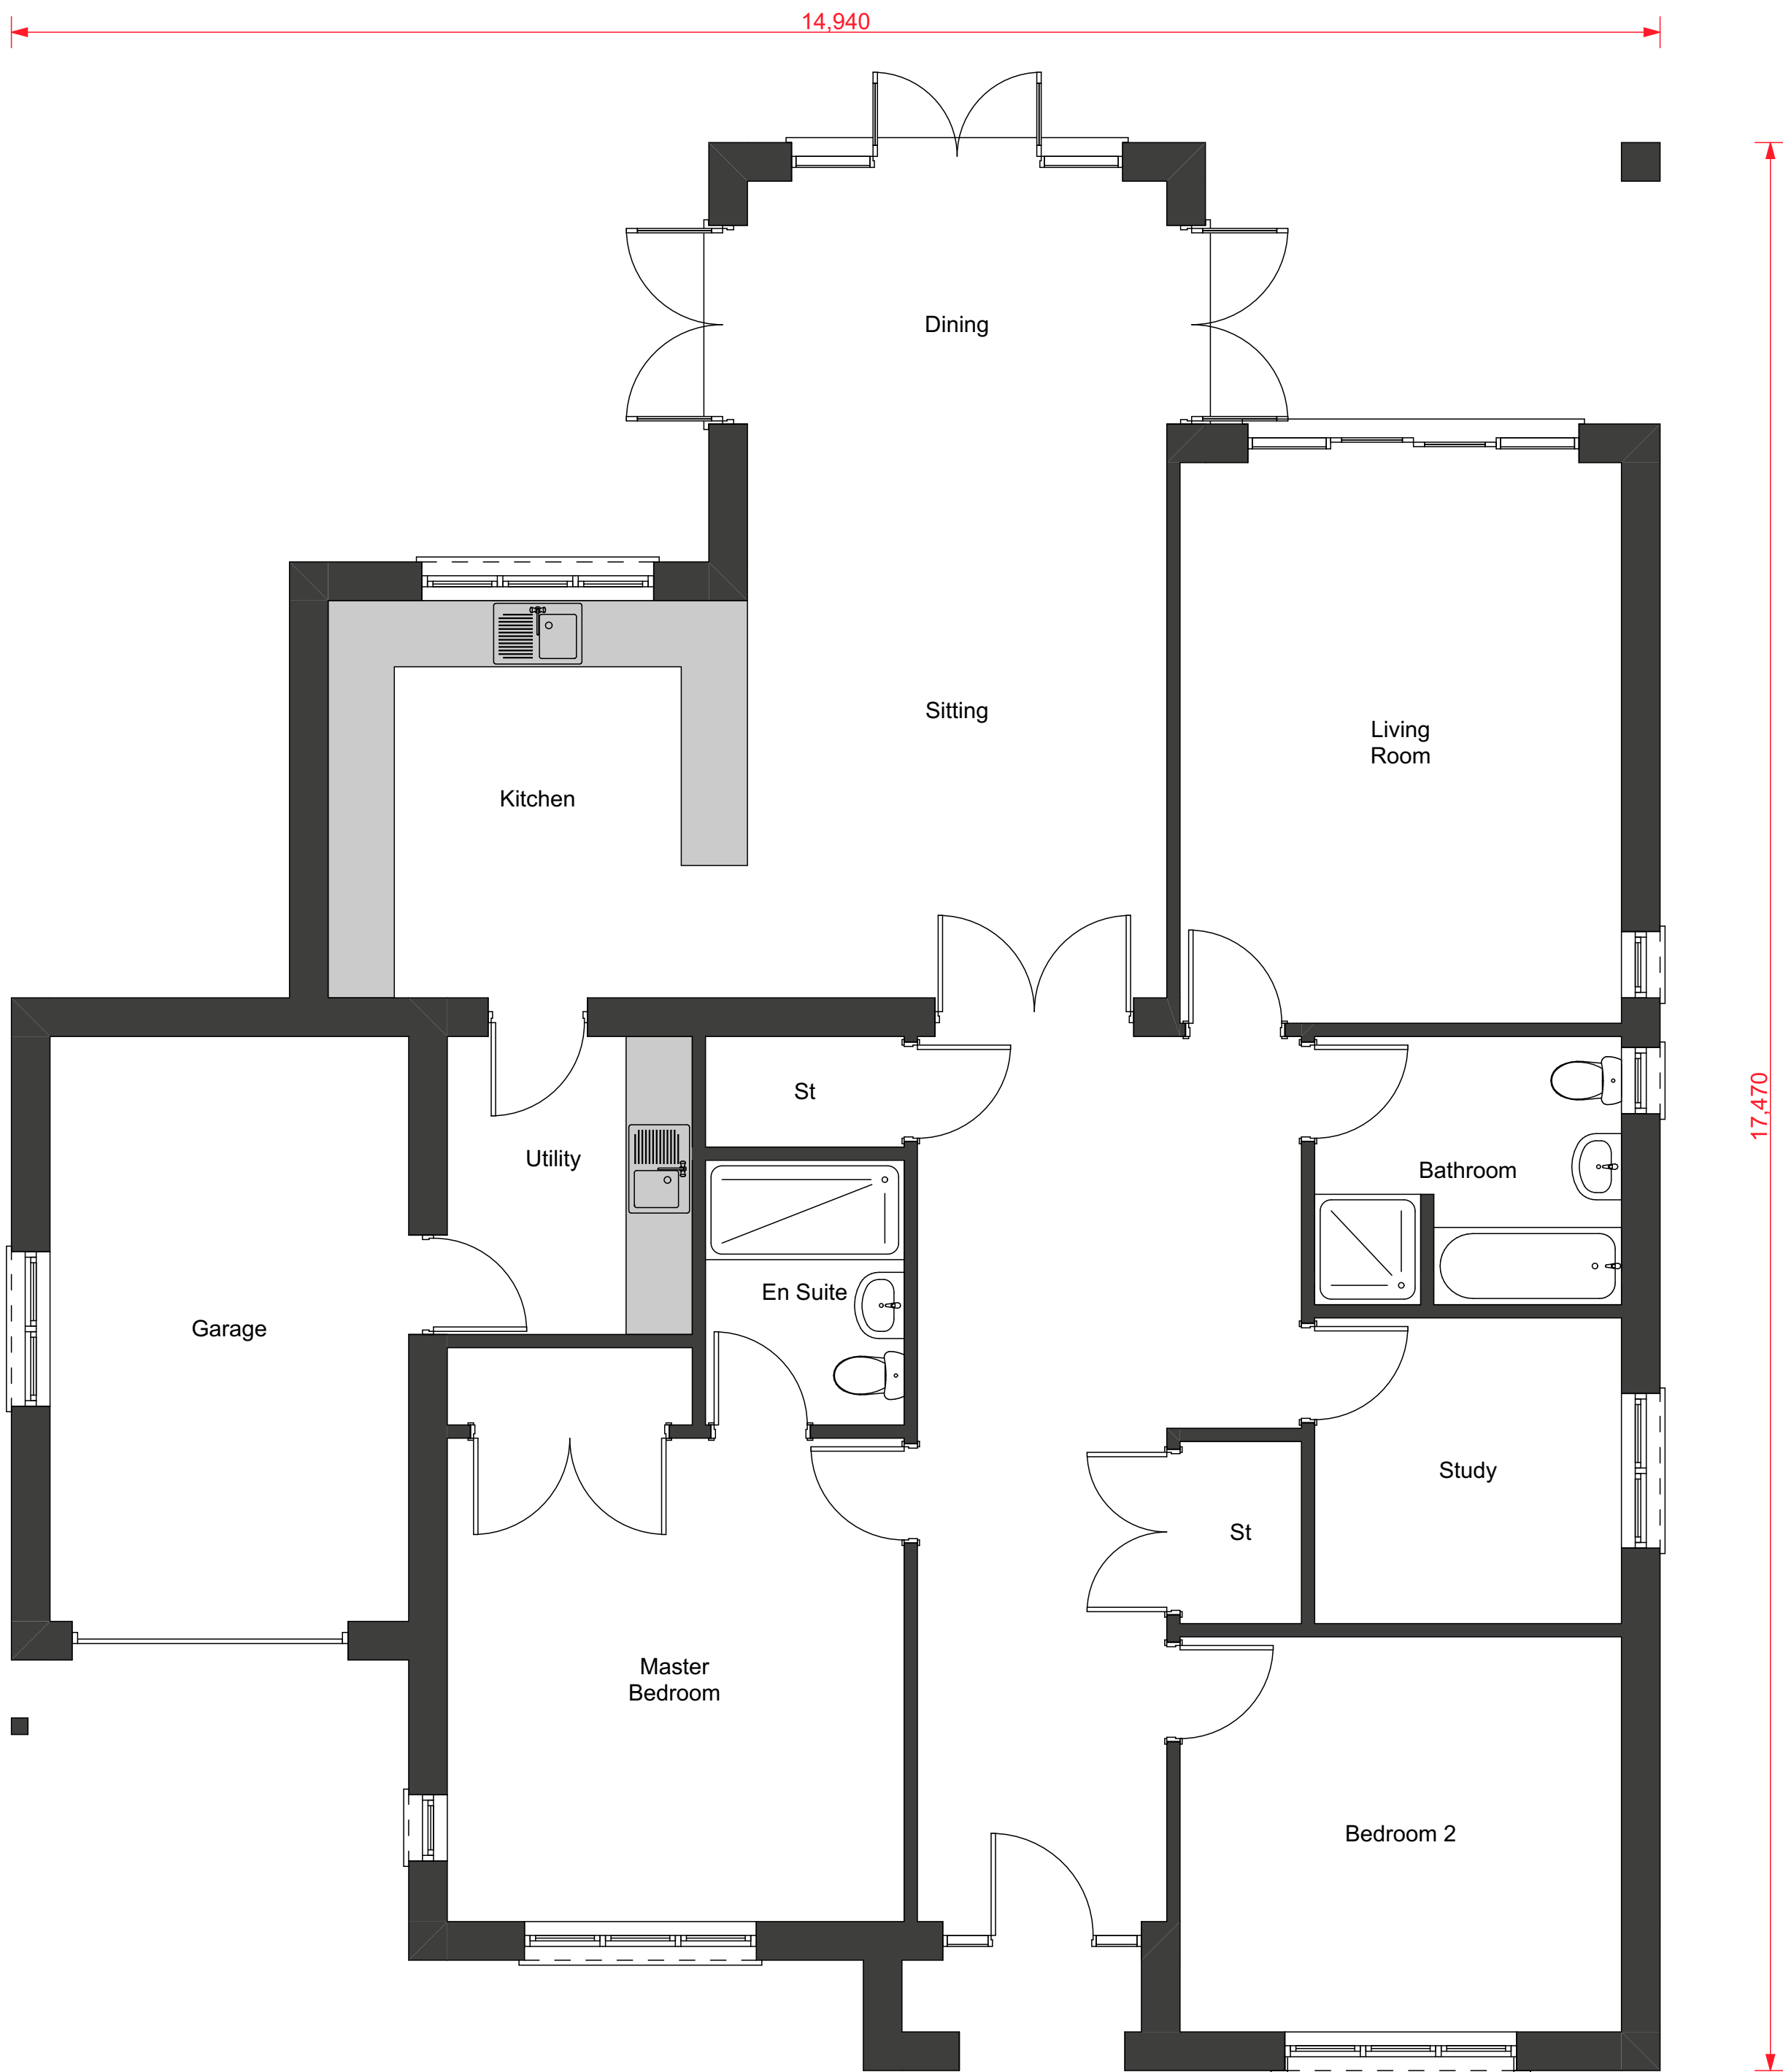 14,940
Dining
Sitting
Living
Room
Kitchen
17,470
St
Utility
Bathroom
En Suite
Garage
Study
St
Master
Bedroom
Bedroom 2